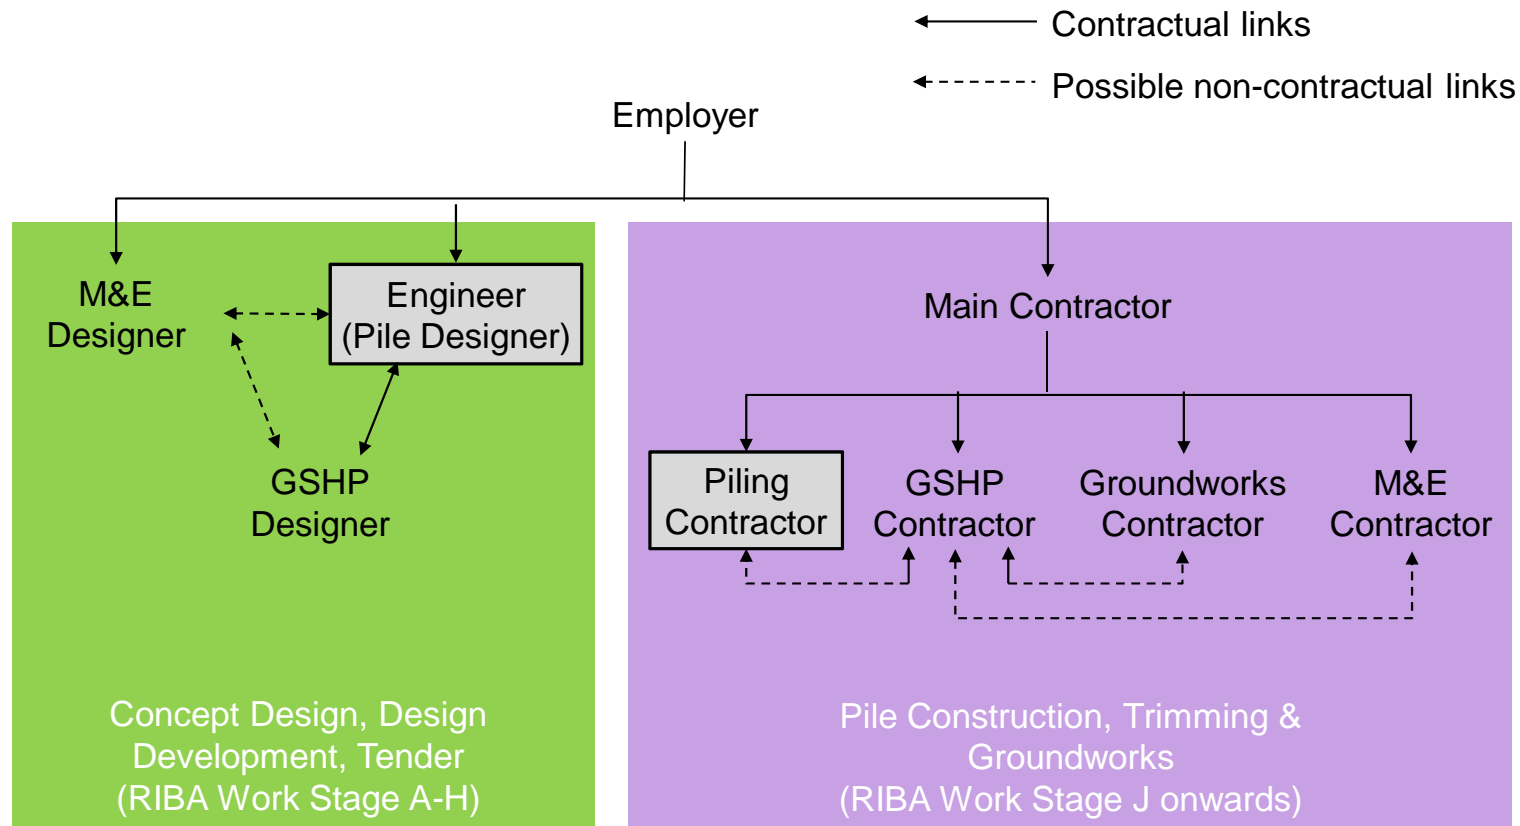 Contractual links
Possible non-contractual links
Employer
M&E
Designer
Engineer
(Pile Designer)
GSHP
Designer
Main Contractor
Piling
Contractor
GSHP
Contractor
Groundworks
Contractor
M&E
Contractor
Concept Design, Design
Development, Tender
(RIBA Work Stage A-H)
Pile Construction, Trimming &
Groundworks
(RIBA Work Stage J onwards)